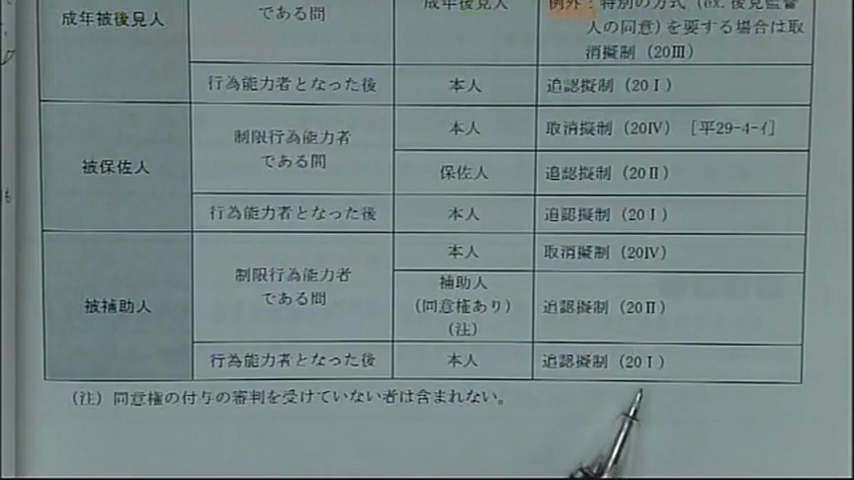 成年被後見人
である間
成年後見人
例外：特別の方式（ex. 後見監督
人の同意）を要する場合は取
消擬制（20Ⅲ）
行為能力者となった後 本人 追認擬制（20Ⅰ）
被保佐人
制限行為能力者
である間
本人 取消擬制（20Ⅳ）［平29-4-ｲ］
保佐人 追認擬制（20Ⅱ）
行為能力者となった後 本人 追認擬制（20Ⅰ）
被補助人
制限行為能力者
である間
本人 取消擬制（20Ⅳ）
補助人
（同意権あり）
（注）
追認擬制（20Ⅱ）
行為能力者となった後 本人 追認擬制（20Ⅰ）
（注）同意権の付与の審判を受けていない者は含まれない。